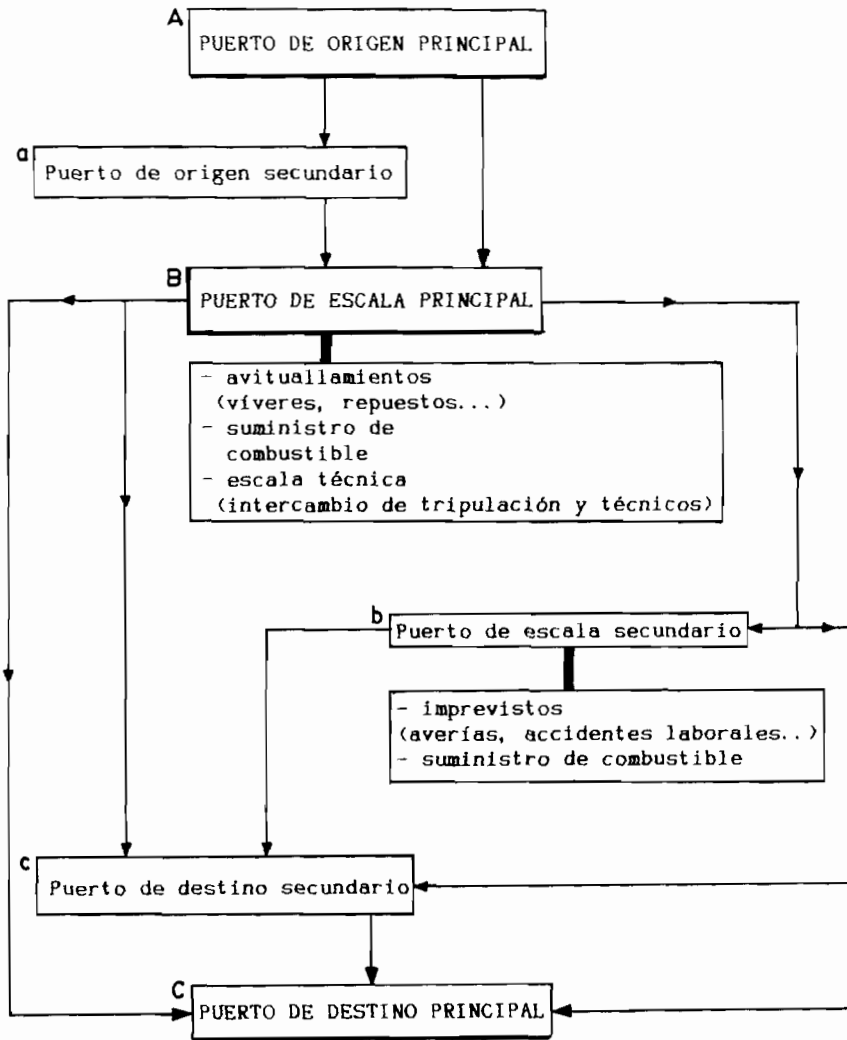 A
PUERTO DE ORIGEN PRINCIPAL
a
Puerto de origen secundario
B
PUERTO DE ESCALA PRINCIPAL
- avituallamientos
(víveres, repuestos...)
- suministro de
combustible
- escala técnica
(intercambio de tripulación y técnicos)
b
Puerto de escala secundario
- imprevistos
(averías, accidentes laborales..)
- suministro de combustible
c
Puerto de destino secundario
C
PUERTO DE DESTINO PRINCIPAL